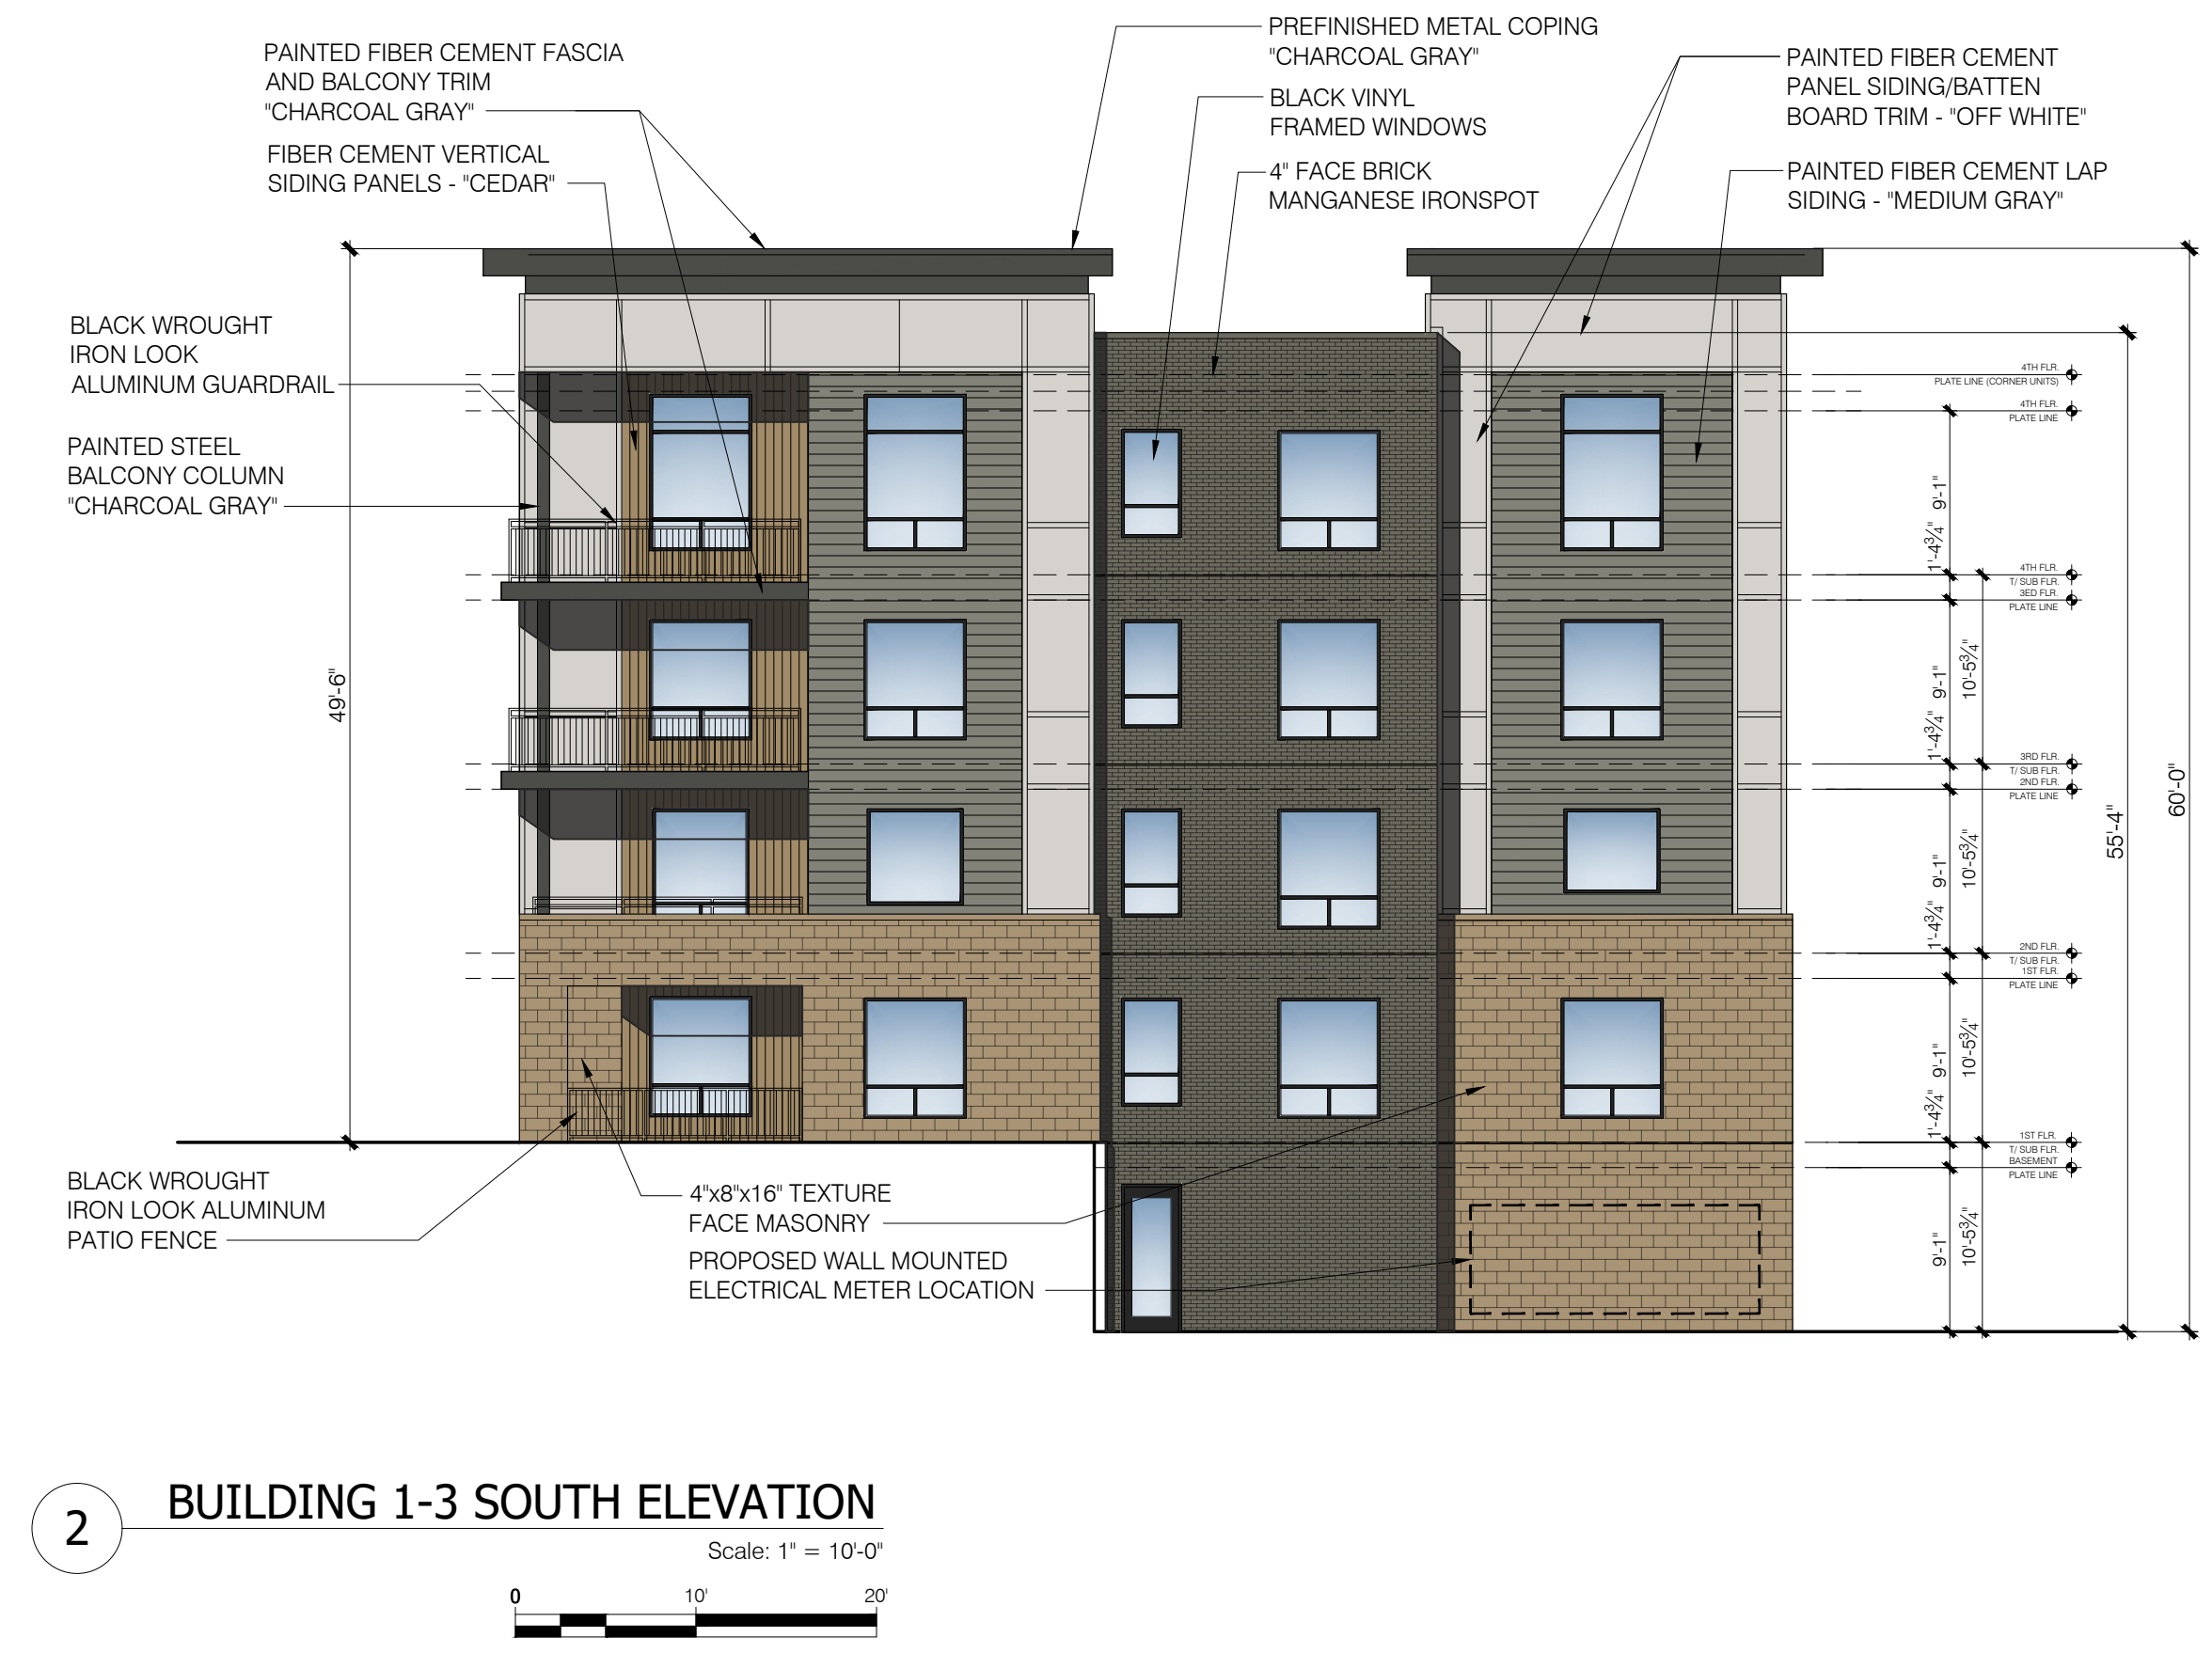 PREFINISHED METAL COPING
"CHARCOAL GRAY"
PAINTED FIBER CEMENT FASCIA
AND BALCONY TRIM
"CHARCOAL GRAY"
PAINTED FIBER CEMENT
PANEL SIDING/BATTEN
BOARD TRIM - "OFF WHITE"
BLACK VINYL
FRAMED WINDOWS
FIBER CEMENT VERTICAL
SIDING PANELS - "CEDAR"
4" FACE BRICK
MANGANESE IRONSPOT
PAINTED FIBER CEMENT LAP
SIDING - "MEDIUM GRAY"
BLACK WROUGHT
IRON LOOK
ALUMINUM GUARDRAIL
PAINTED STEEL
BALCONY COLUMN
"CHARCOAL GRAY"
49'-6"
4TH FLR.
PLATE LINE (CORNER UNITS)
4TH FLR.
PLATE LINE
9'-1"
1'-4¾"
4TH FLR.
T/ SUB FLR.
3ED FLR.
PLATE LINE
9'-1"
10'-5¾"
1'-4¾"
3RD FLR.
T/ SUB FLR.
2ND FLR.
PLATE LINE
9'-1"
10'-5¾"
1'-4¾"
2ND FLR.
T/ SUB FLR.
1ST FLR.
PLATE LINE
9'-1"
10'-5¾"
1'-4¾"
1ST FLR.
T/ SUB FLR.
BASEMENT
PLATE LINE
9'-1"
10'-5¾"
55'-4"
60'-0"
BLACK WROUGHT
IRON LOOK ALUMINUM
PATIO FENCE
4"x8"x16" TEXTURE
FACE MASONRY
PROPOSED WALL MOUNTED
ELECTRICAL METER LOCATION
2
BUILDING 1-3 SOUTH ELEVATION
Scale: 1" = 10'-0"
0 10' 20'